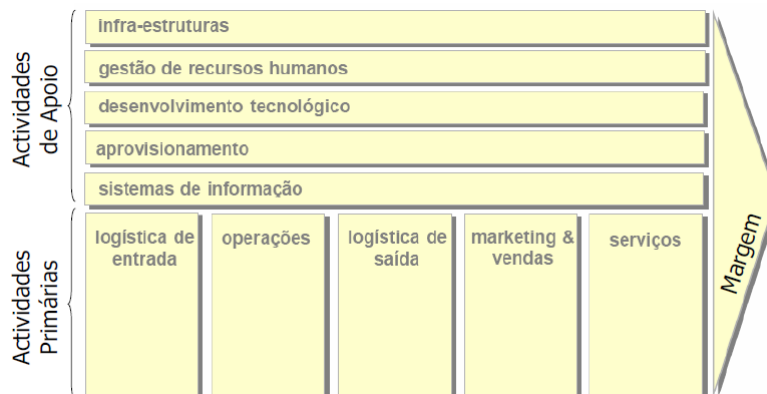 Actividades
de Apoio
infra-estruturas
gestão de recursos humanos
desenvolvimento tecnológico
aprovisionamento
sistemas de informação
Actividades
Primárias
logística de
entrada
operações
logística de
saída
marketing &
vendas
serviços
Margem